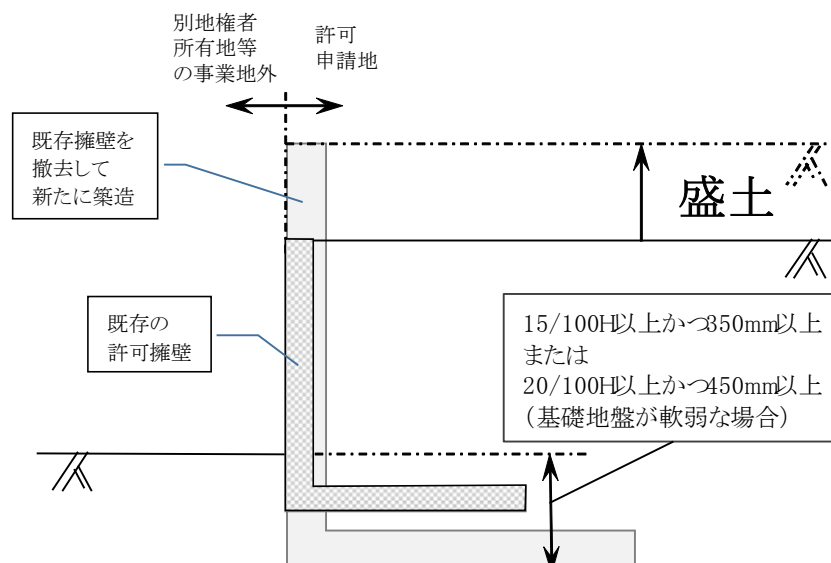 別地権者
所有地等
の事業地外
許可
申請地
既存擁壁を
撤去して
新たに築造
盛土
既存の
許可擁壁
15/100H以上かつ350mm以上
または
20/100H以上かつ450mm以上
（基礎地盤が軟弱な場合）